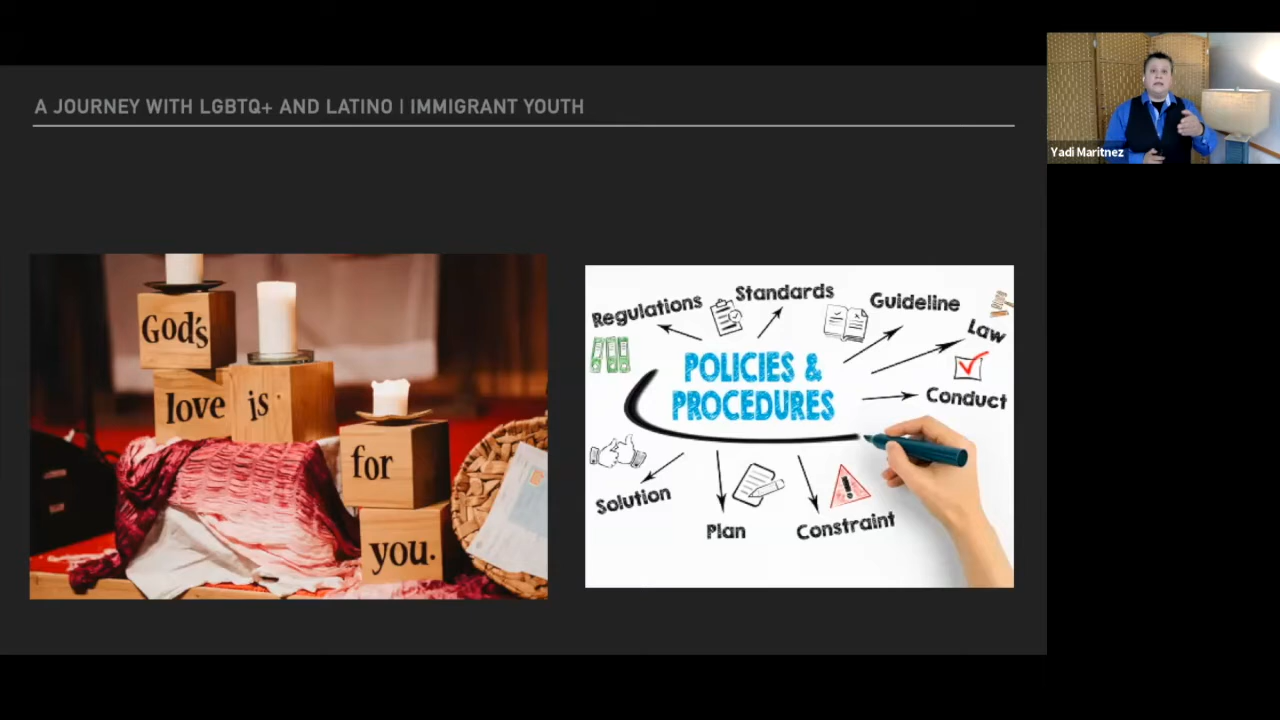 A JOURNEY WITH LGBTQ+ AND LATINO | IMMIGRANT YOUTH
Yadi Maritnez
God's
love is
for
you.
Regulations
Standards
Guideline
Law
POLICIES &
PROCEDURES
Conduct
Solution
Plan
Constraint